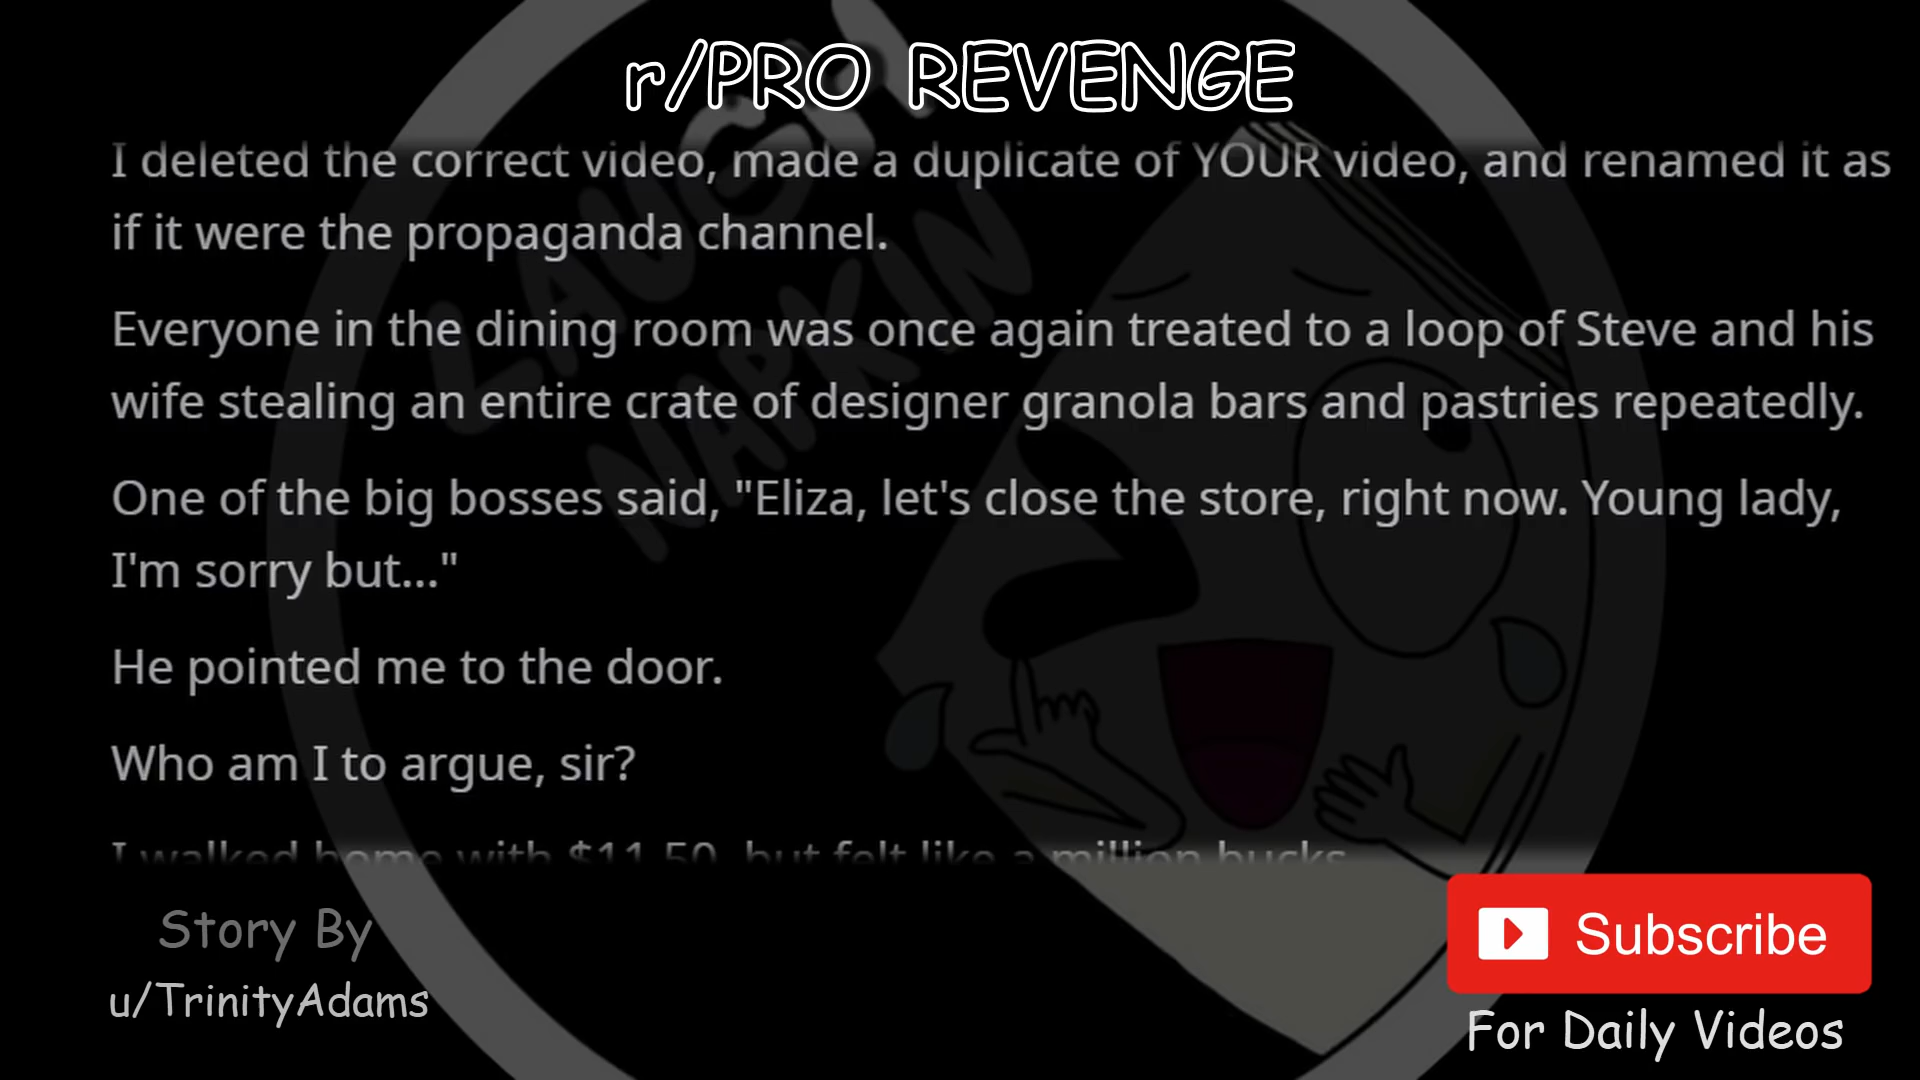 r/PRO REVENGE
I deleted the correct video, made a duplicate of YOUR video, and renamed it as
if it were the propaganda channel.
Everyone in the dining room was once again treated to a loop of Steve and his
wife stealing an entire crate of designer granola bars and pastries repeatedly.
One of the big bosses said, "Eliza, let's close the store, right now. Young lady,
I'm sorry but..."
He pointed me to the door.
Who am I to argue, sir?
I walked home with $11.50, but felt like a million bucks.
LAUGHY
NAPKIN
Story By
u/TrinityAdams
Subscribe
For Daily Videos